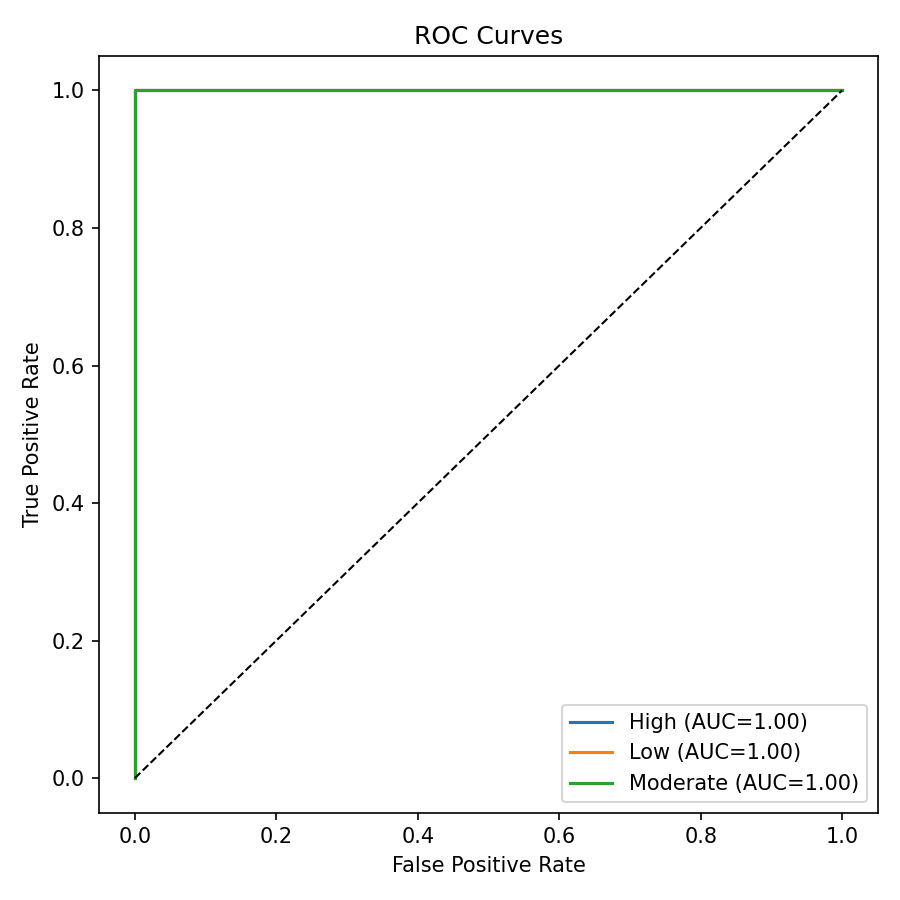 ROC Curves
True Positive Rate
1.0
0.8
0.6
0.4
0.2
0.0
High (AUC=1.00)
Low (AUC=1.00)
Moderate (AUC=1.00)
0.0 0.2 0.4 0.6 0.8 1.0
False Positive Rate